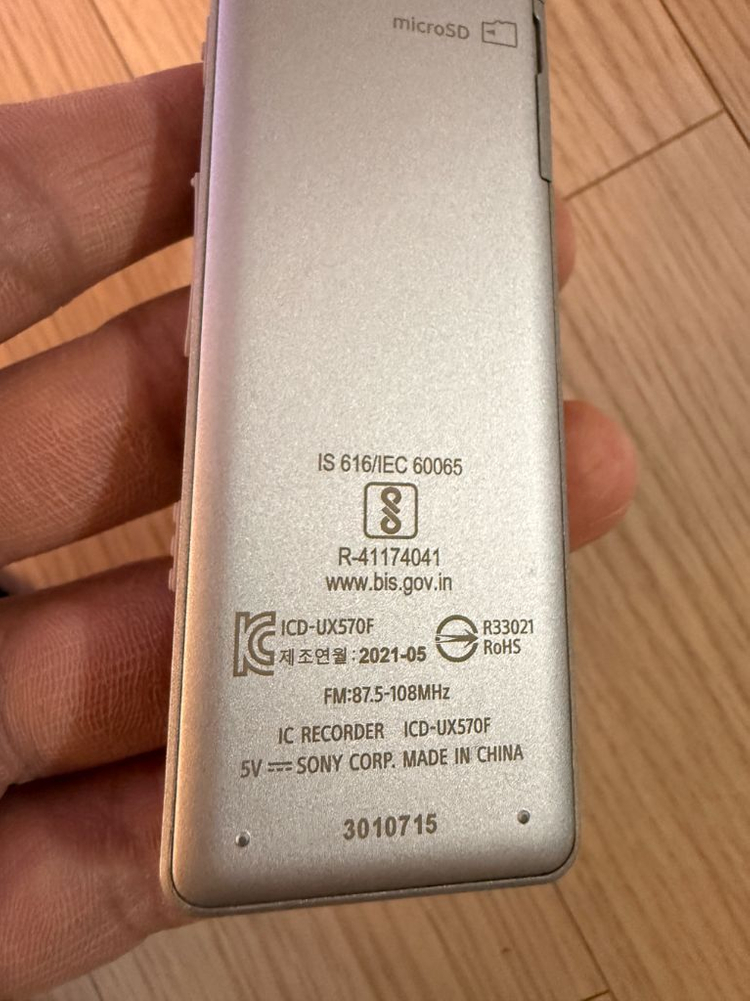 microSD
IS 616/IEC 60065
R-41174041
www.bis.gov.in
ICD-UX570F
제조연월:2021-05
R33021
RoHS
FM:87.5-108MHz
IC RECORDER ICD-UX570F
5V SONY CORP. MADE IN CHINA
3010715